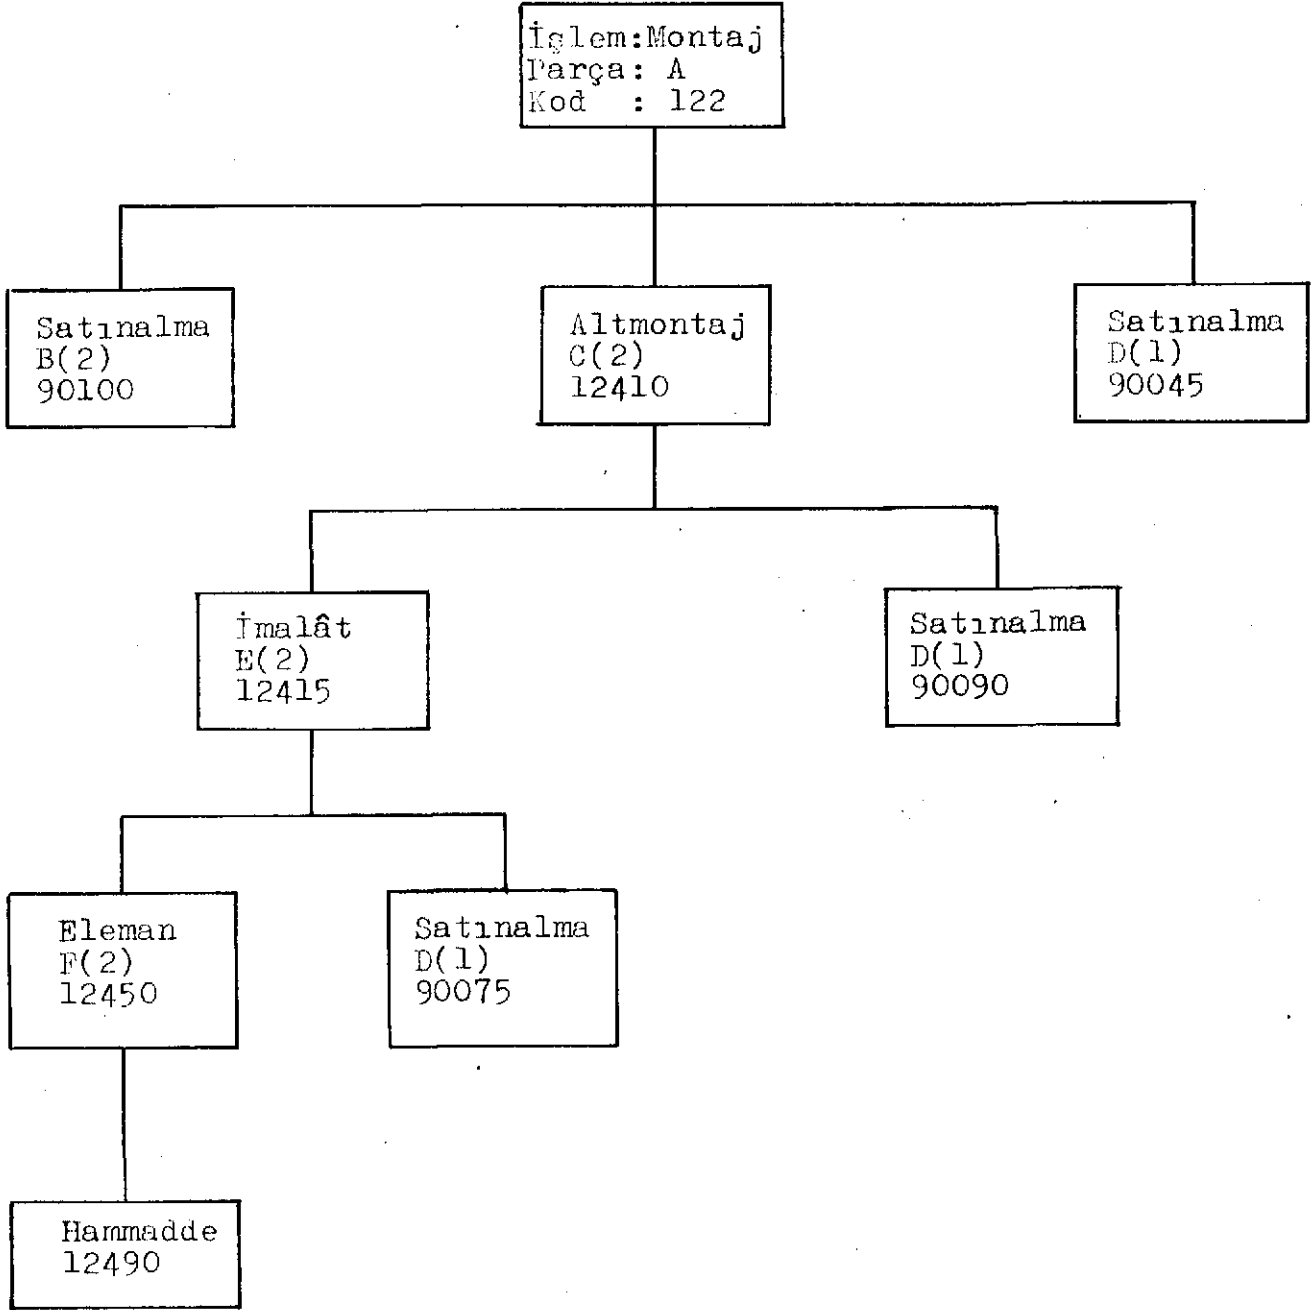 İşlem:Montaj
Parça: A
Kod : 122
Satınalma
B(2)
90100
Altmontaj
C(2)
12410
Satınalma
D(1)
90045
İmalât
E(2)
12415
Satınalma
D(1)
90090
Eleman
F(2)
12450
Satınalma
D(1)
90075
Hammadde
12490